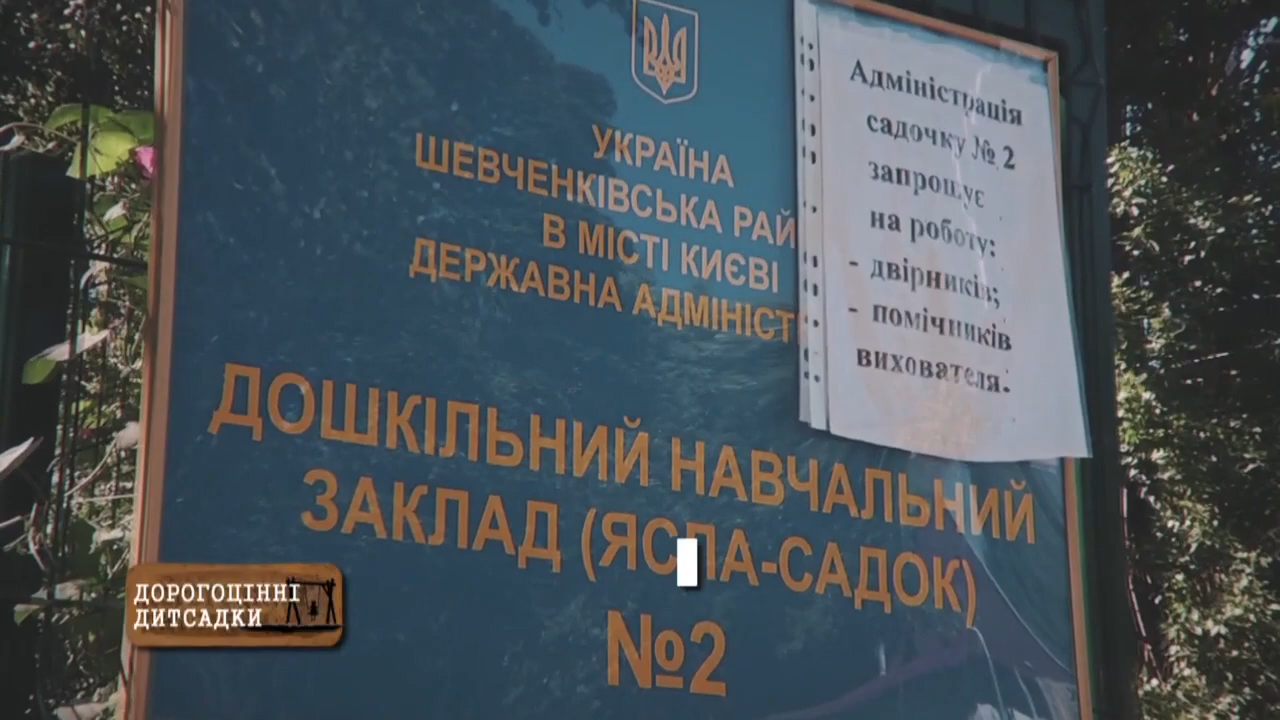 УКРАЇНА
ШЕВЧЕНКІВСЬКА РАЙ
В МІСТІ КИЄВІ
ДЕРЖАВНА АДМІНІСТ
ДОШКІЛЬНИЙ НАВЧАЛЬНИЙ
ЗАКЛАД (ЯСЛА-САДОК)
№2
Адміністрація
садочку № 2
запрошує
на роботу:
- двірників;
- помічників
вихователя.
ДОРОГОЦІННІ
ДИТСАДКИ